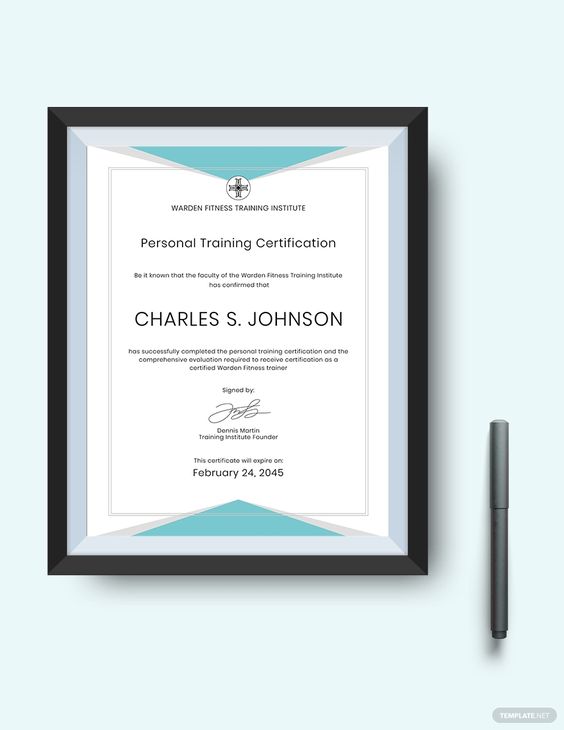 WARDEN FITNESS TRAINING INSTITUTE
Personal Training Certification
Be it known that the faculty of the Warden Fitness Training Institute
has confirmed that
CHARLES S. JOHNSON
has successfully completed the personal training certification and the
comprehensive evaluation required to receive certification as a
certified Warden Fitness trainer
Signed by:
Dennis Martin
Training Institute Founder
This certificate will expire on:
February 24, 2045
TEMPLATE.NET